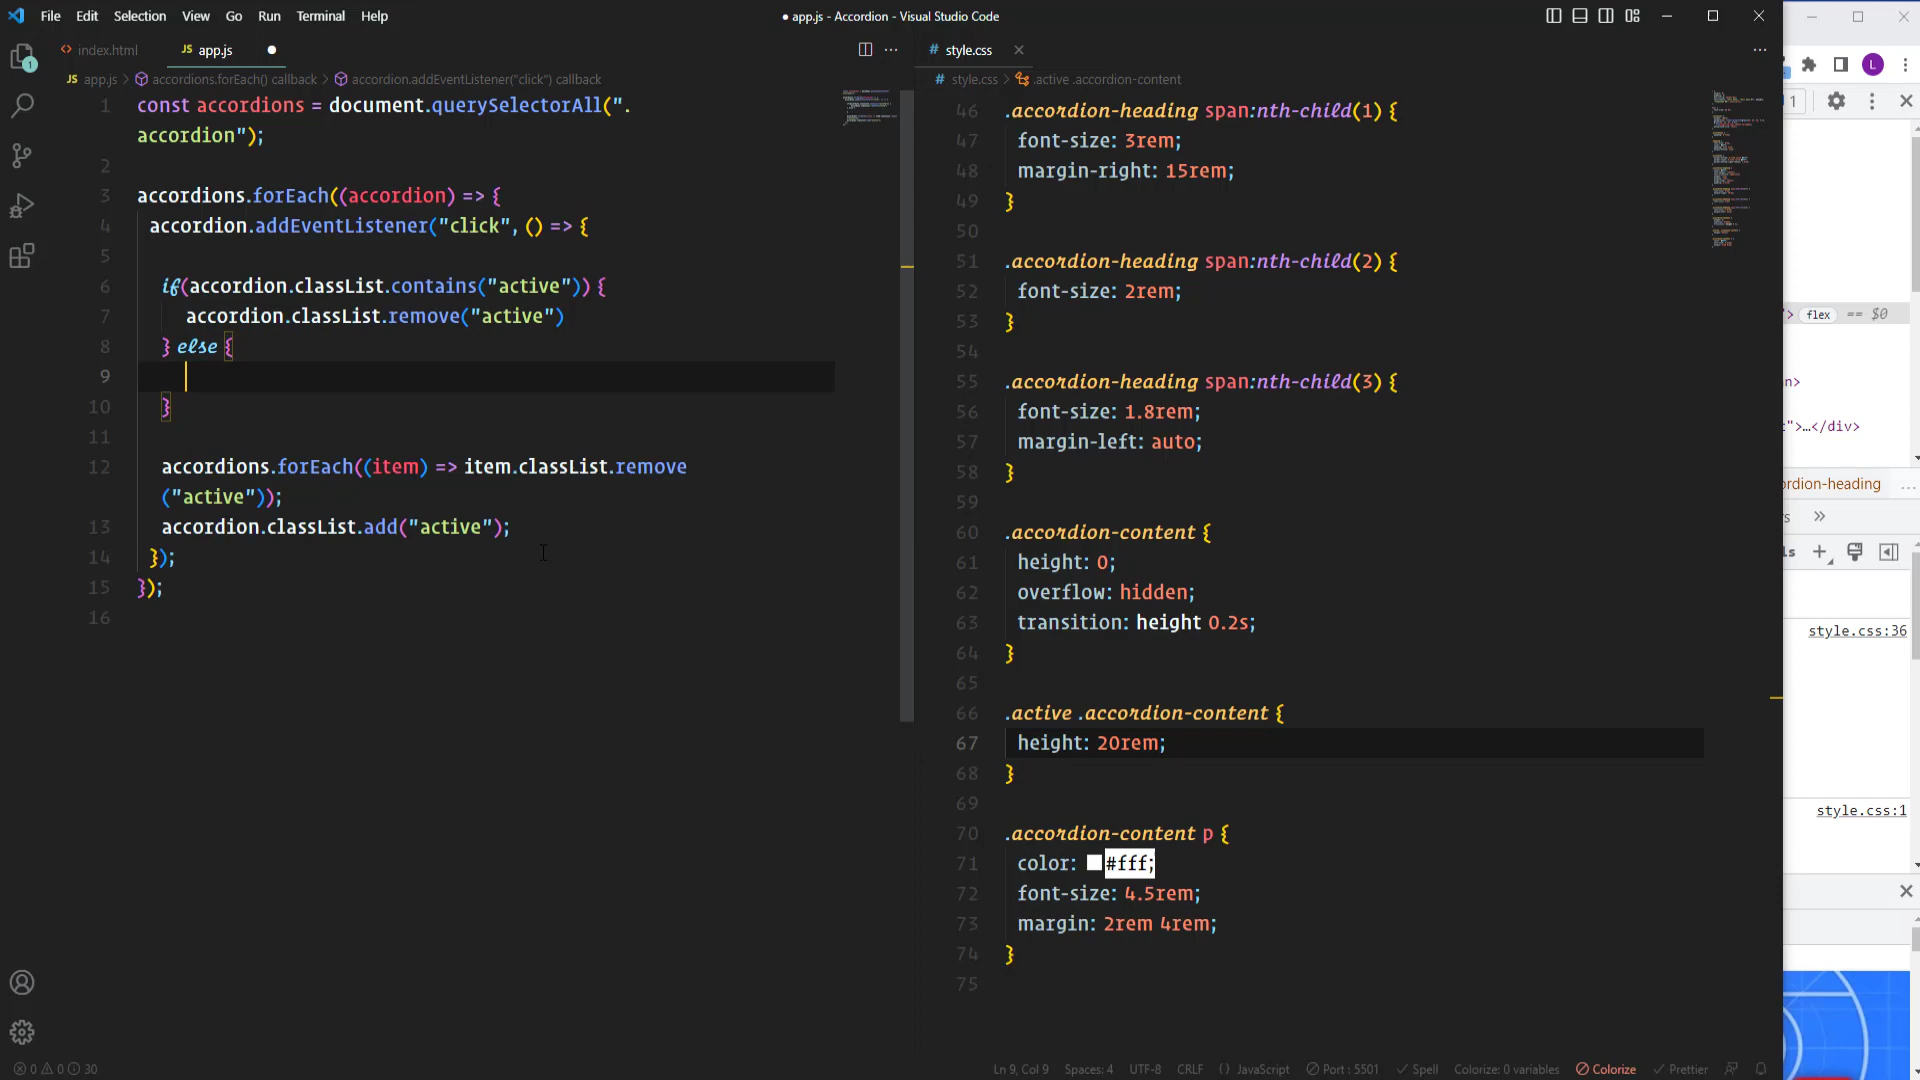 File Edit Selection View Go Run Terminal Help
● app.js - Accordion - Visual Studio Code
index.html
JS app.js
app.js > accordions.forEach() callback > accordion.addEventListener("click") callback
1 const accordions = document.querySelectorAll(".
accordion");
2
3 accordions.forEach((accordion) => {
4 accordion.addEventListener("click", () => {
5
6 if(accordion.classList.contains("active")) {
7 accordion.classList.remove("active")
8 } else {
9
10 }
11
12 accordions.forEach((item) => item.classList.remove
("active"));
13 accordion.classList.add("active");
14 });
15 });
16
# style.css
# style.css > .active .accordion-content
46 .accordion-heading span:nth-child(1) {
47 font-size: 3rem;
48 margin-right: 15rem;
49 }
50
51 .accordion-heading span:nth-child(2) {
52 font-size: 2rem;
53 }
54
55 .accordion-heading span:nth-child(3) {
56 font-size: 1.8rem;
57 margin-left: auto;
58 }
59
60 .accordion-content {
61 height: 0;
62 overflow: hidden;
63 transition: height 0.2s;
64 }
65
66 .active .accordion-content {
67 height: 20rem;
68 }
69
70 .accordion-content p {
71 color: #fff;
72 font-size: 4.5rem;
73 margin: 2rem 4rem;
74 }
75
L
1
"> flex == $0
n>
">…</div>
rdion-heading ...
style.css:36
style.css:1
0 0 30
Ln 9, Col 9 Spaces: 4 UTF-8 CRLF {} JavaScript Port : 5501 Spell Colorize: 0 variables Colorize Prettier